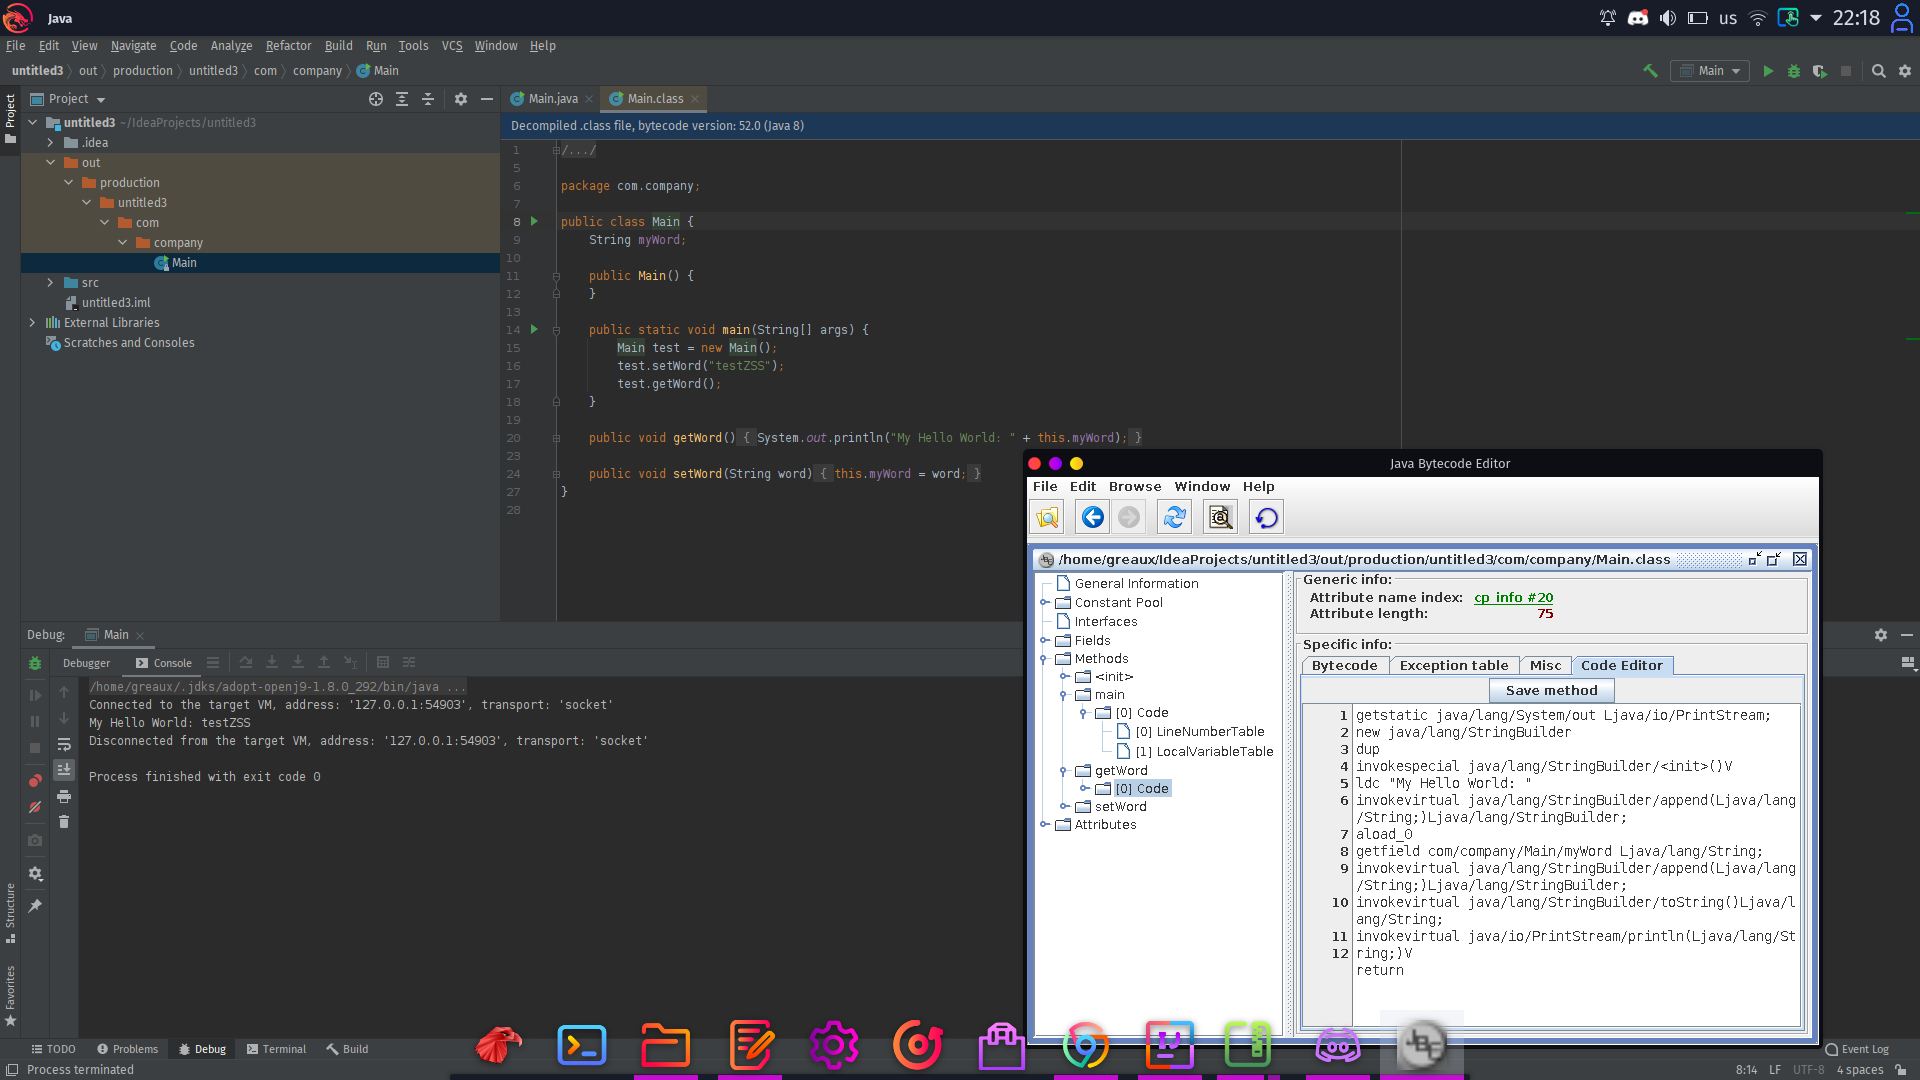 Java
us
22:18
File Edit View Navigate Code Analyze Refactor Build Run Tools VCS Window Help
untitled3 out production untitled3 com company Main
Main
Project
Main.java
Main.class
Project
untitled3 ~/IdeaProjects/untitled3
.idea
out
production
untitled3
com
company
Main
src
untitled3.iml
External Libraries
Scratches and Consoles
Decompiled .class file, bytecode version: 52.0 (Java 8)
1 /.../
5
6 package com.company;
7
8 public class Main {
9 String myWord;
10
11 public Main() {
12 }
13
14 public static void main(String[] args) {
15 Main test = new Main();
16 test.setWord("testZSS");
17 test.getWord();
18 }
19
20 public void getWord() { System.out.println("My Hello World: " + this.myWord); }
23
24 public void setWord(String word) { this.myWord = word; }
27 }
28
Debug: Main
Debugger Console
/home/greaux/.jdks/adopt-openj9-1.8.0_292/bin/java ...
Connected to the target VM, address: '127.0.0.1:54903', transport: 'socket'
My Hello World: testZSS
Disconnected from the target VM, address: '127.0.0.1:54903', transport: 'socket'
Process finished with exit code 0
Structure
Favorites
Java Bytecode Editor
File Edit Browse Window Help
/home/greaux/IdeaProjects/untitled3/out/production/untitled3/com/company/Main.class
General Information
Constant Pool
Interfaces
Fields
Methods
<init>
main
[0] Code
[0] LineNumberTable
[1] LocalVariableTable
getWord
[0] Code
setWord
Attributes
Generic info:
Attribute name index: cp_info #20
Attribute length: 75
Specific info:
Bytecode Exception table Misc Code Editor
Save method
1 getstatic java/lang/System/out Ljava/io/PrintStream;
2 new java/lang/StringBuilder
3 dup
4 invokespecial java/lang/StringBuilder/<init>()V
5 ldc "My Hello World: "
6 invokevirtual java/lang/StringBuilder/append(Ljava/lang
/String;)Ljava/lang/StringBuilder;
7 aload_0
8 getfield com/company/Main/myWord Ljava/lang/String;
9 invokevirtual java/lang/StringBuilder/append(Ljava/lang
/String;)Ljava/lang/StringBuilder;
10 invokevirtual java/lang/StringBuilder/toString()Ljava/l
ang/String;
11 invokevirtual java/io/PrintStream/println(Ljava/lang/St
12 ring;)V
return
JBE
TODO Problems Debug Terminal Build
Event Log
Process terminated
8:14 LF UTF-8 4 spaces